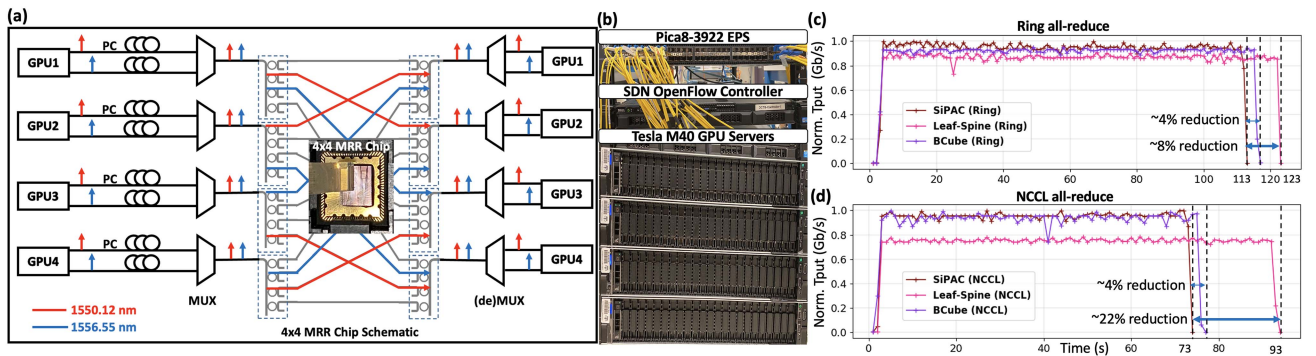 (a)
PC
GPU1
PC
GPU2
PC
GPU3
PC
GPU4
MUX
1550.12 nm
1556.55 nm
4x4 MRR Chip
4x4 MRR Chip Schematic
(de)MUX
GPU1
GPU2
GPU3
GPU4
(b)
Pica8-3922 EPS
SDN OpenFlow Controller
Tesla M40 GPU Servers
(c)
Ring all-reduce
Norm. Tput (Gb/s)
1.0
0.8
0.6
0.4
0.2
0.0
SiPAC (Ring)
Leaf-Spine (Ring)
BCube (Ring)
~4% reduction
~8% reduction
0 20 40 60 80 100 113 120 123
(d)
NCCL all-reduce
Norm. Tput (Gb/s)
1.0
0.8
0.6
0.4
0.2
0.0
SiPAC (NCCL)
Leaf-Spine (NCCL)
BCube (NCCL)
~4% reduction
~22% reduction
0 20 40 60 73 80 93
Time (s)